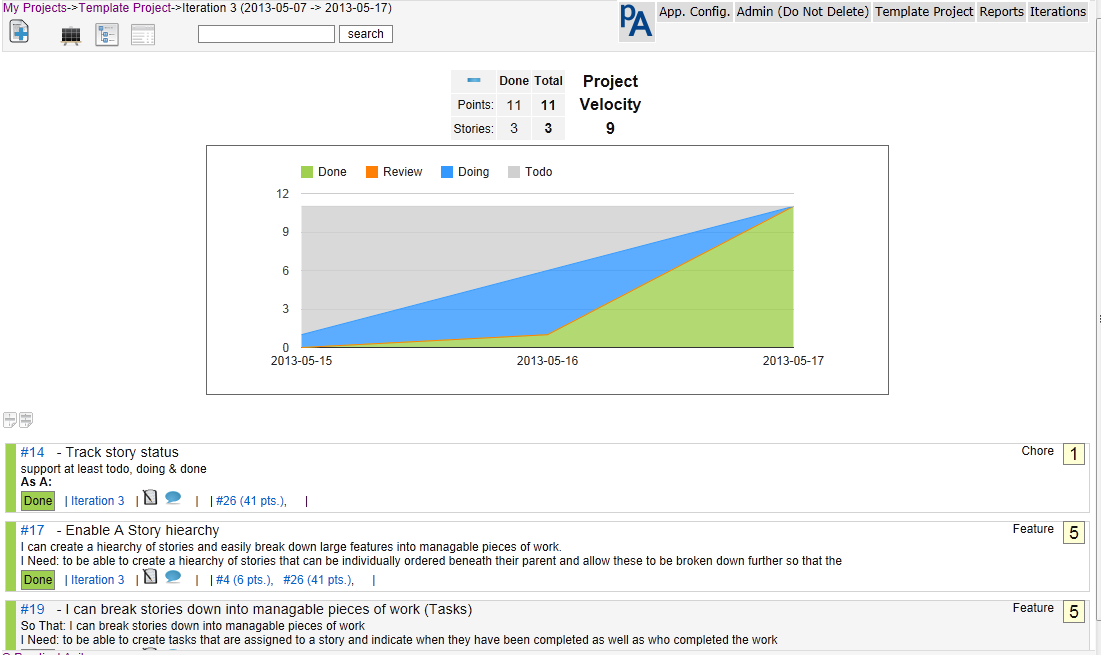 My Projects->Template Project->Iteration 3 (2013-05-07 -> 2013-05-17)
pA App. Config. Admin (Do Not Delete) Template Project Reports Iterations
search
Done Total
Points: 11 11
Stories: 3 3
Project
Velocity
9
Done Review Doing Todo
12
9
6
3
0
2013-05-15 2013-05-16 2013-05-17
#14 - Track story status Chore 1
support at least todo, doing & done
As A:
Done | Iteration 3 | | | #26 (41 pts.), |
#17 - Enable A Story hiearchy Feature 5
I can create a hiearchy of stories and easily break down large features into managable pieces of work.
I Need: to be able to create a hiearchy of stories that can be individually ordered beneath their parent and allow these to be broken down further so that the
Done | Iteration 3 | | | #4 (6 pts.), #26 (41 pts.), |
#19 - I can break stories down into managable pieces of work (Tasks) Feature 5
So That: I can break stories down into managable pieces of work
I Need: to be able to create tasks that are assigned to a story and indicate when they have been completed as well as who completed the work